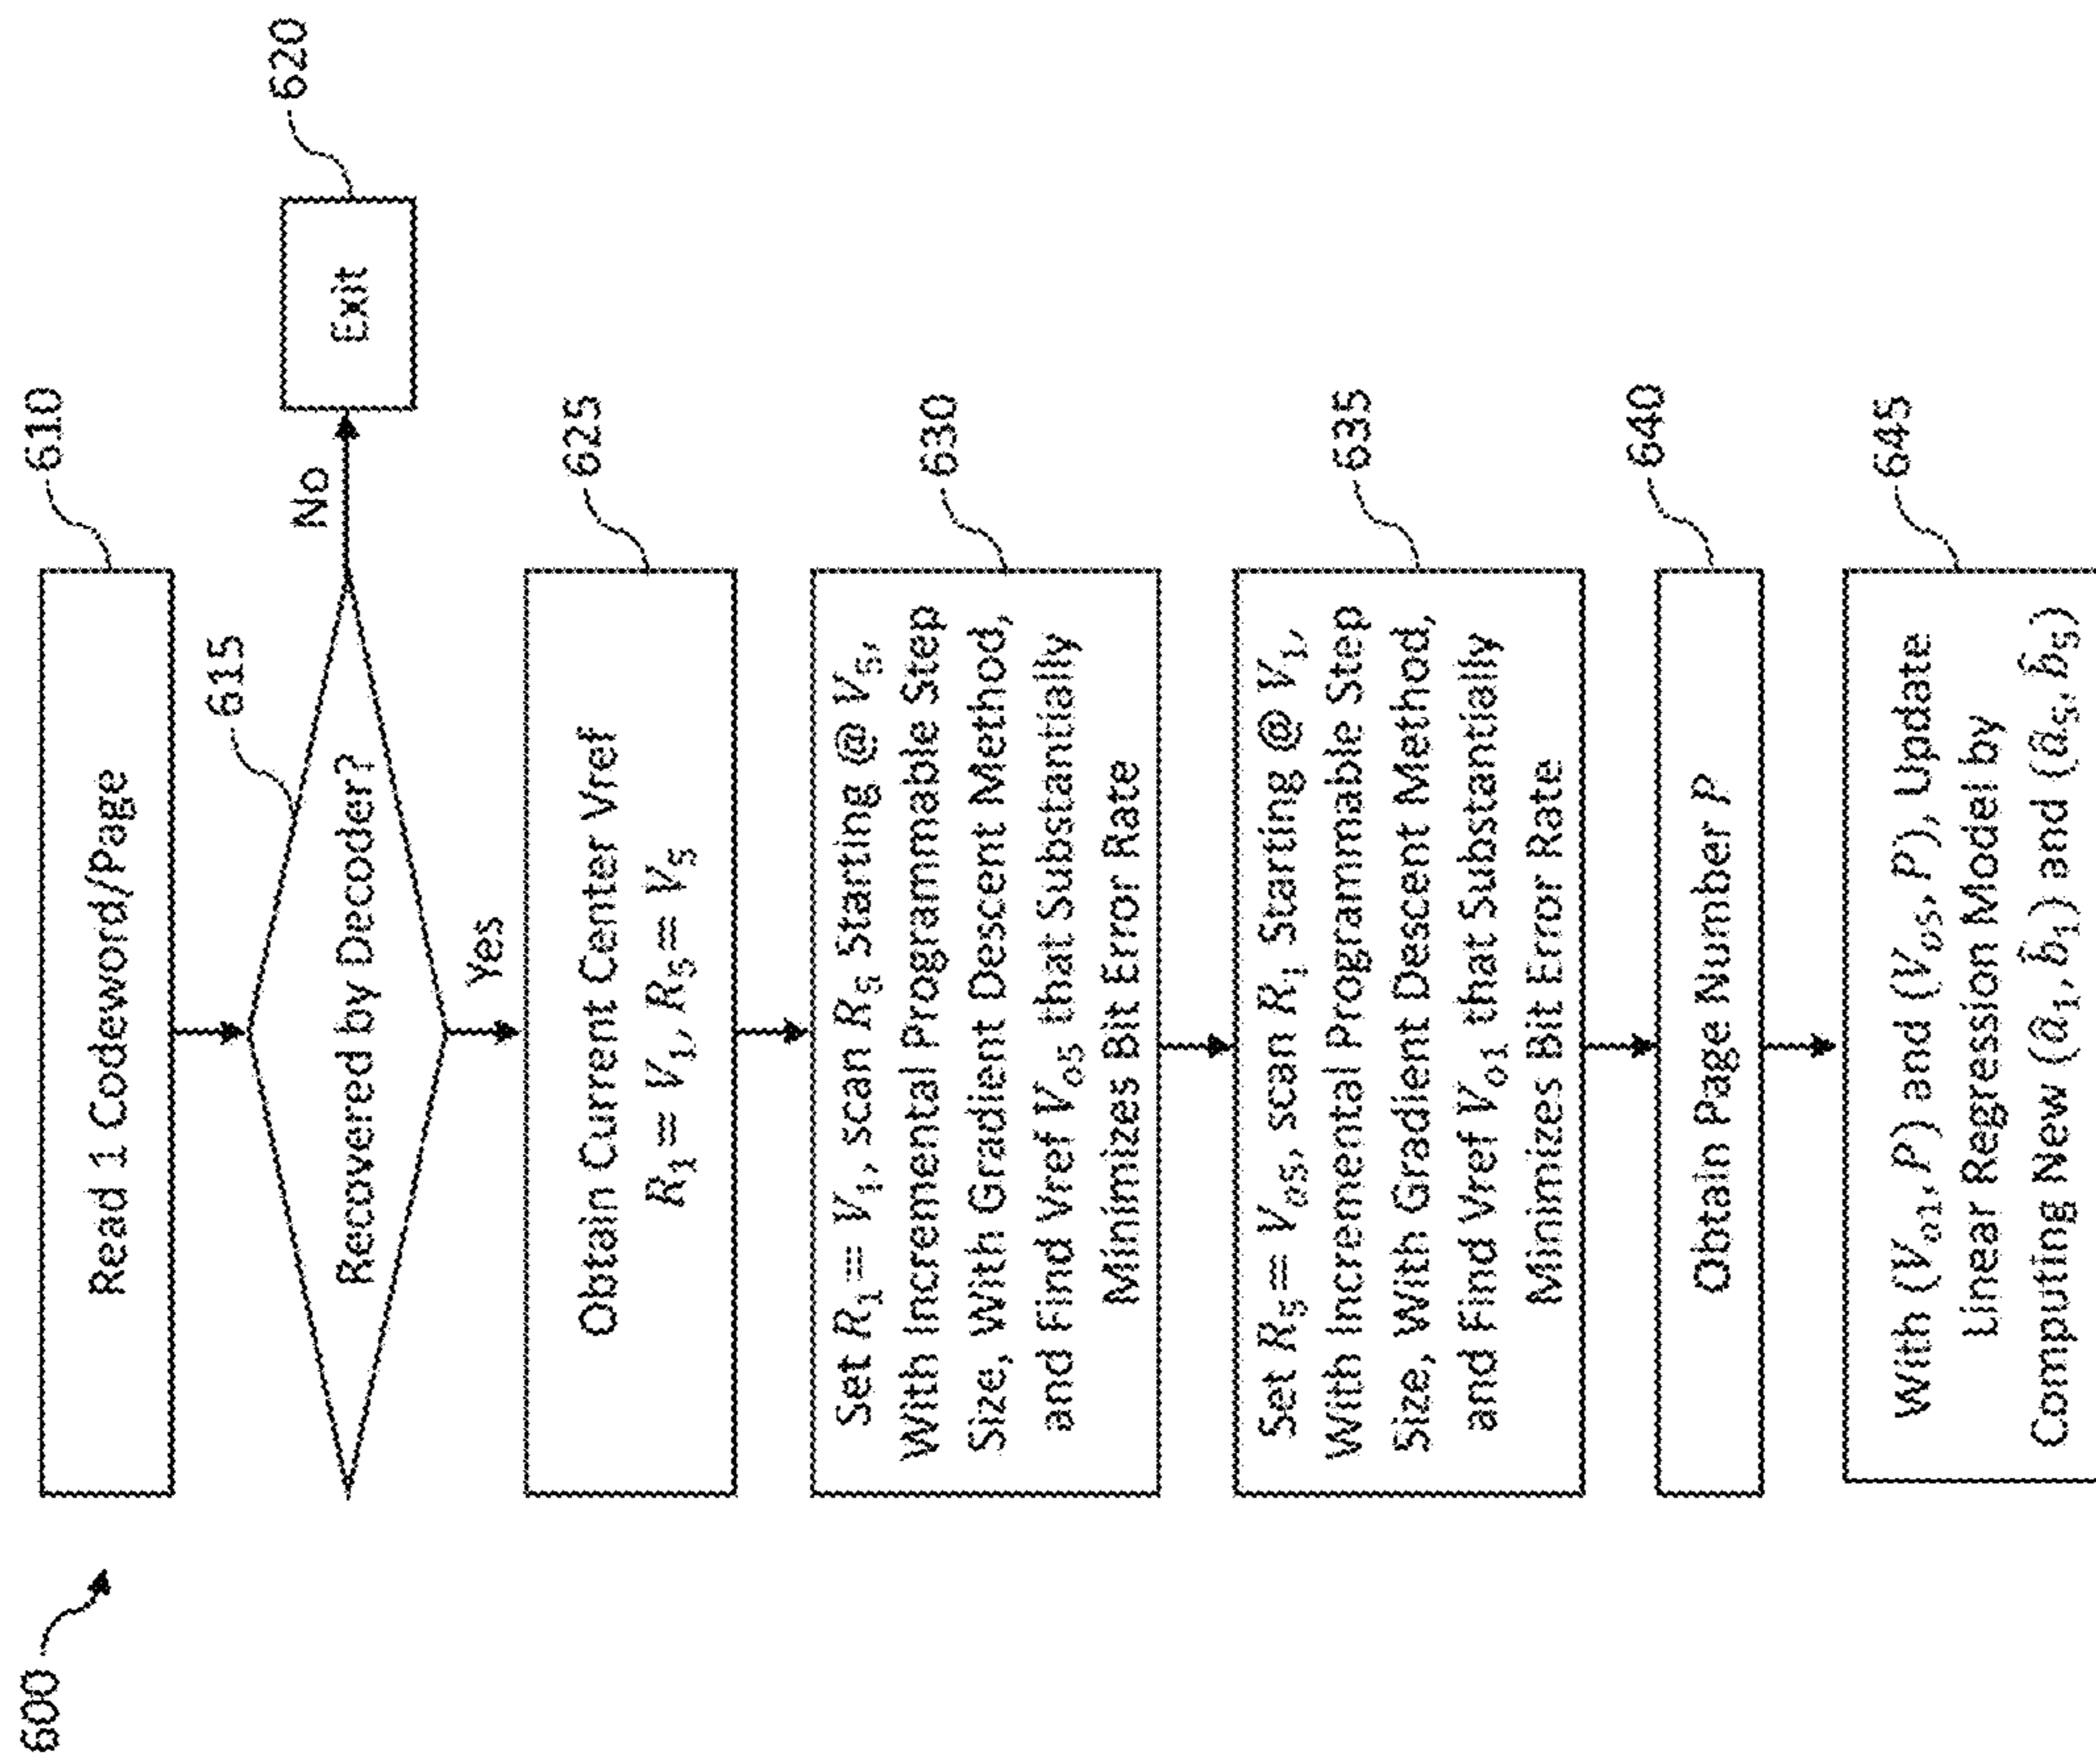 600
Read 1 Codeword/Page
610
615
Recovered by Decoder?
No
Exit
620
Yes
Obtain Current Center Vref
R₁ = V₁, R₅ = V₅
625
Set R₁ = V₁, scan R₅ Starting @ V₅,
With Incremental Programmable Step
Size, With Gradient Descent Method,
and Find Vref V₀₅ that Substantially
Minimizes Bit Error Rate
630
Set R₅ = V₀₅, scan R₁ Starting @ V₁,
With Incremental Programmable Step
Size, With Gradient Descent Method,
and Find Vref V₀₁ that Substantially
Minimizes Bit Error Rate
635
Obtain Page Number P
640
With (V₀₁, P) and (V₀₅, P), Update
Linear Regression Model by
Computing New (â₁, b̂₁) and (â₅, b̂₅)
645